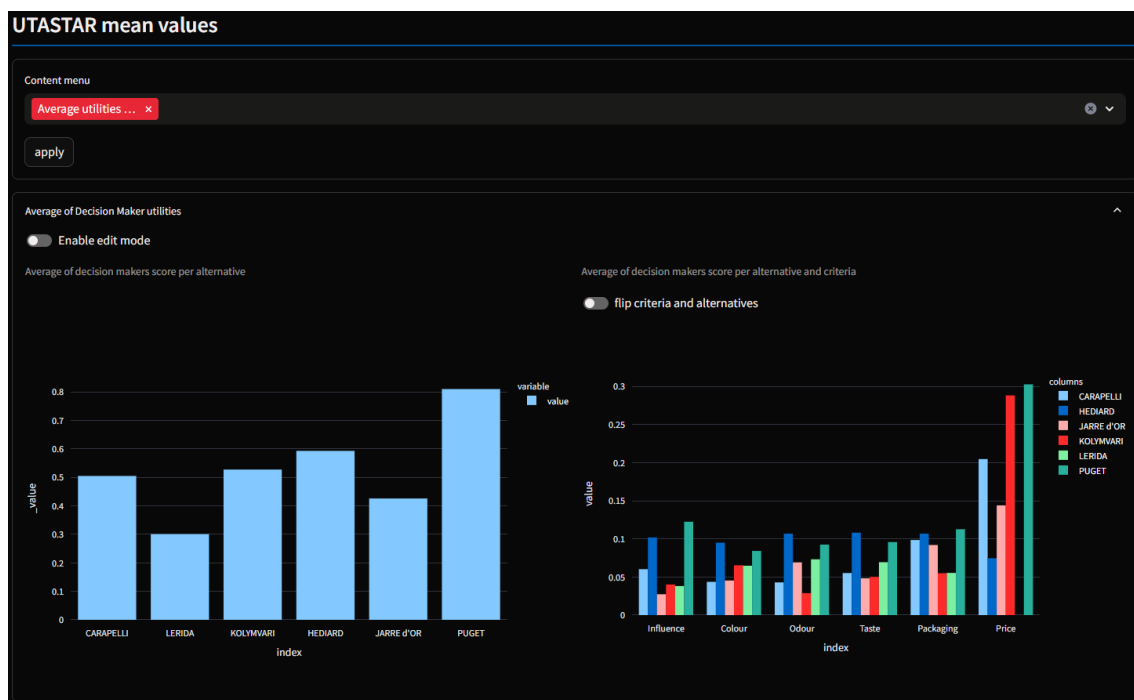 UTASTAR mean values
Content menu
Average utilities ... ×
apply
Average of Decision Maker utilities
Enable edit mode
Average of decision makers score per alternative
Average of decision makers score per alternative and criteria
flip criteria and alternatives
variable
value
_value
0.8
0.7
0.6
0.5
0.4
0.3
0.2
0.1
0
CARAPELLI LERIDA KOLYMVARI HEDIARD JARRE d'OR PUGET
index
columns
CARAPELLI
HEDIARD
JARRE d'OR
KOLYMVARI
LERIDA
PUGET
value
0.3
0.25
0.2
0.15
0.1
0.05
0
Influence Colour Odour Taste Packaging Price
index